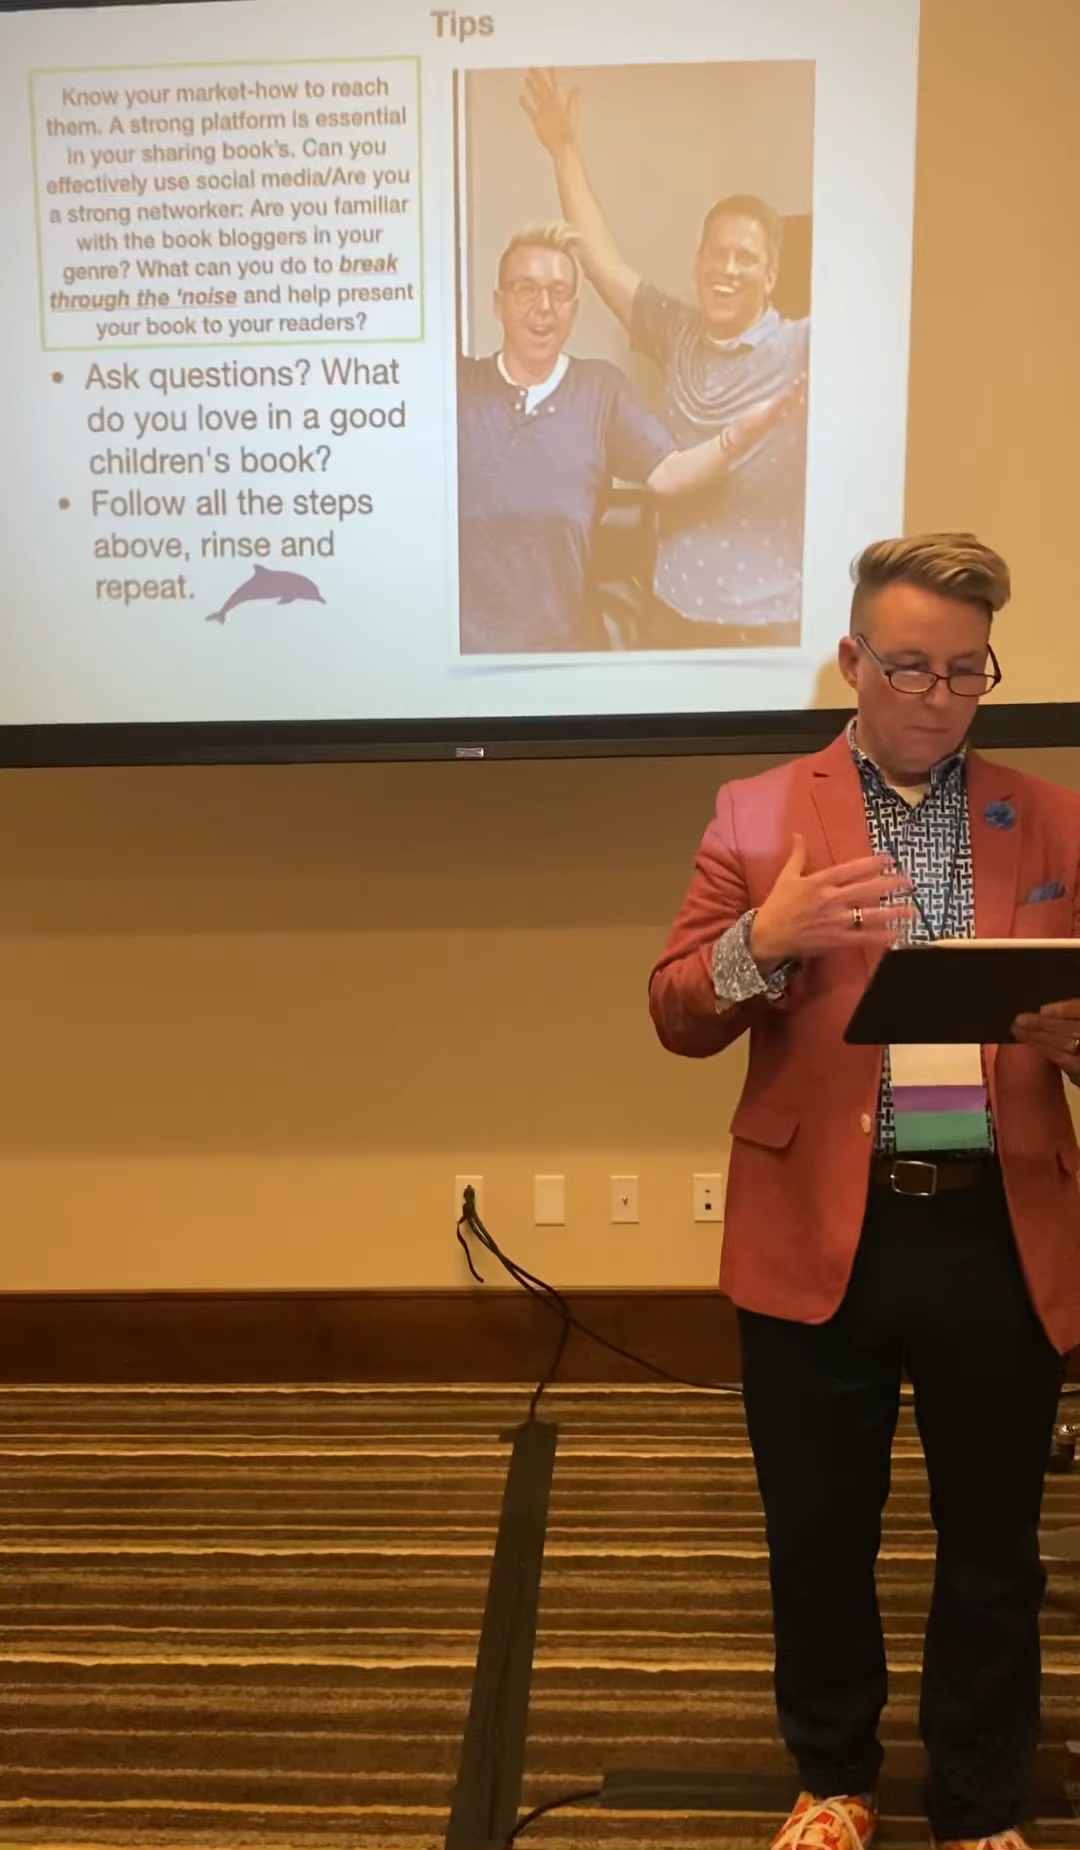 Tips
Know your market-how to reach
them. A strong platform is essential
in your sharing book's. Can you
effectively use social media/Are you
a strong networker: Are you familiar
with the book bloggers in your
genre? What can you do to break
through the 'noise and help present
your book to your readers?
• Ask questions? What
do you love in a good
children's book?
• Follow all the steps
above, rinse and
repeat.